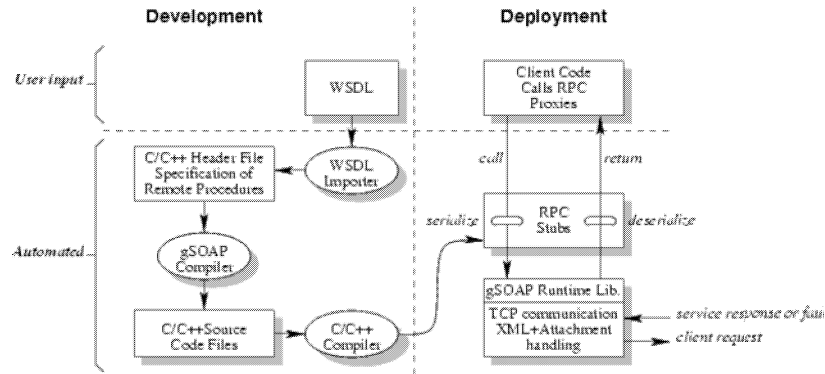 Development
Deployment
User input
WSDL
Client Code
Calls RPC
Proxies
C/C++ Header File
Specification of
Remote Procedures
WSDL
Importer
call
return
serialize
RPC
Stubs
deserialize
Automated
gSOAP
Compiler
gSOAP Runtime Lib.
TCP communication
XML+Attachment
handling
service response or faul
client request
C/C++Source
Code Files
C/C++
Compiler